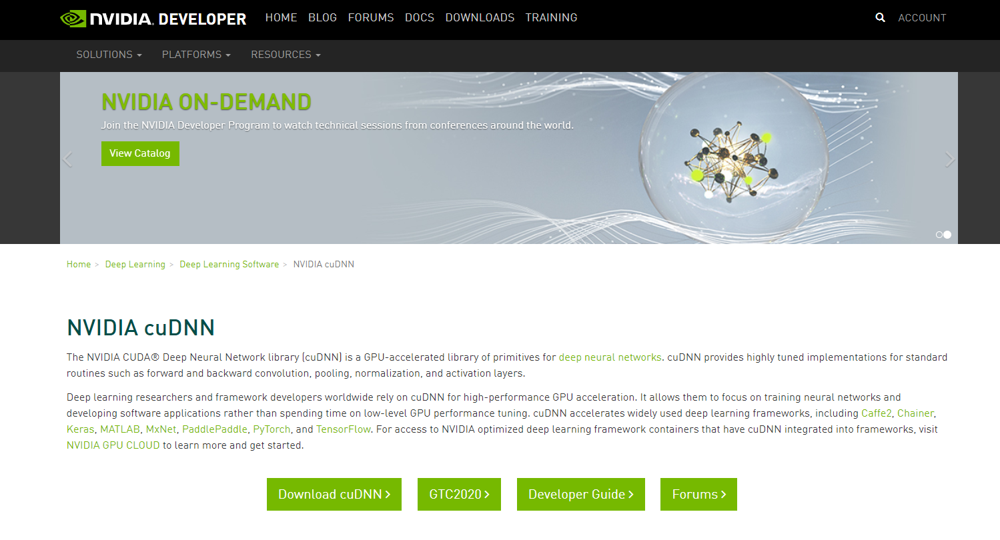 NVIDIA. DEVELOPER HOME BLOG FORUMS DOCS DOWNLOADS TRAINING ACCOUNT
SOLUTIONS PLATFORMS RESOURCES
NVIDIA ON-DEMAND
Join the NVIDIA Developer Program to watch technical sessions from conferences around the world.
View Catalog
Home > Deep Learning > Deep Learning Software > NVIDIA cuDNN
NVIDIA cuDNN
The NVIDIA CUDA® Deep Neural Network library (cuDNN) is a GPU-accelerated library of primitives for deep neural networks. cuDNN provides highly tuned implementations for standard
routines such as forward and backward convolution, pooling, normalization, and activation layers.
Deep learning researchers and framework developers worldwide rely on cuDNN for high-performance GPU acceleration. It allows them to focus on training neural networks and
developing software applications rather than spending time on low-level GPU performance tuning. cuDNN accelerates widely used deep learning frameworks, including Caffe2, Chainer,
Keras, MATLAB, MxNet, PaddlePaddle, PyTorch, and TensorFlow. For access to NVIDIA optimized deep learning framework containers that have cuDNN integrated into frameworks, visit
NVIDIA GPU CLOUD to learn more and get started.
Download cuDNN > GTC2020 > Developer Guide > Forums >